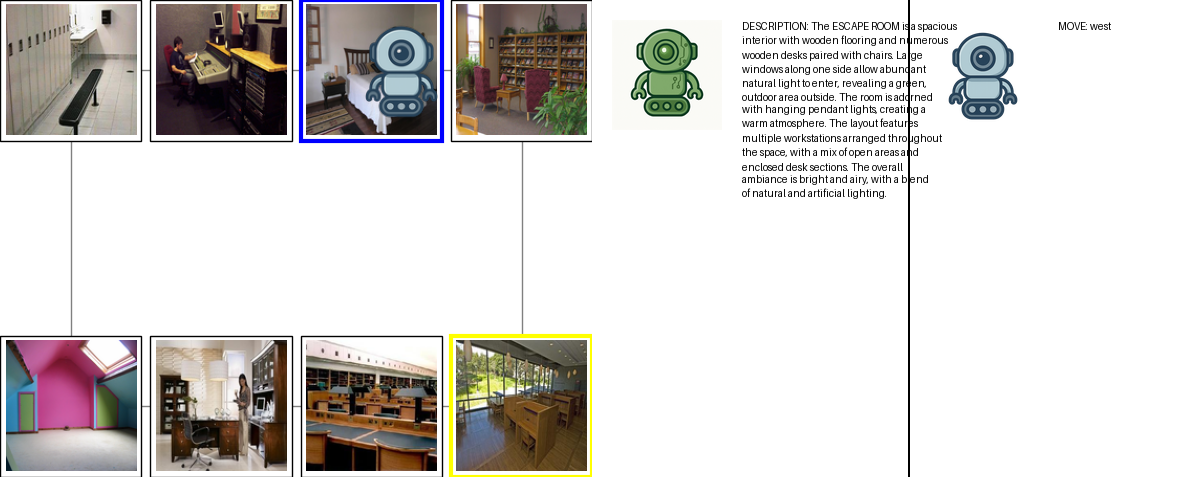 DESCRIPTION: The ESCAPE ROOM is a spacious
interior with wooden flooring and numerous
wooden desks paired with chairs. Large
windows along one side allow abundant
natural light to enter, revealing a green,
outdoor area outside. The room is adorned
with hanging pendant lights, creating a
warm atmosphere. The layout features
multiple workstations arranged throughout
the space, with a mix of open areas and
enclosed desk sections. The overall
ambiance is bright and airy, with a blend
of natural and artificial lighting.
MOVE: west